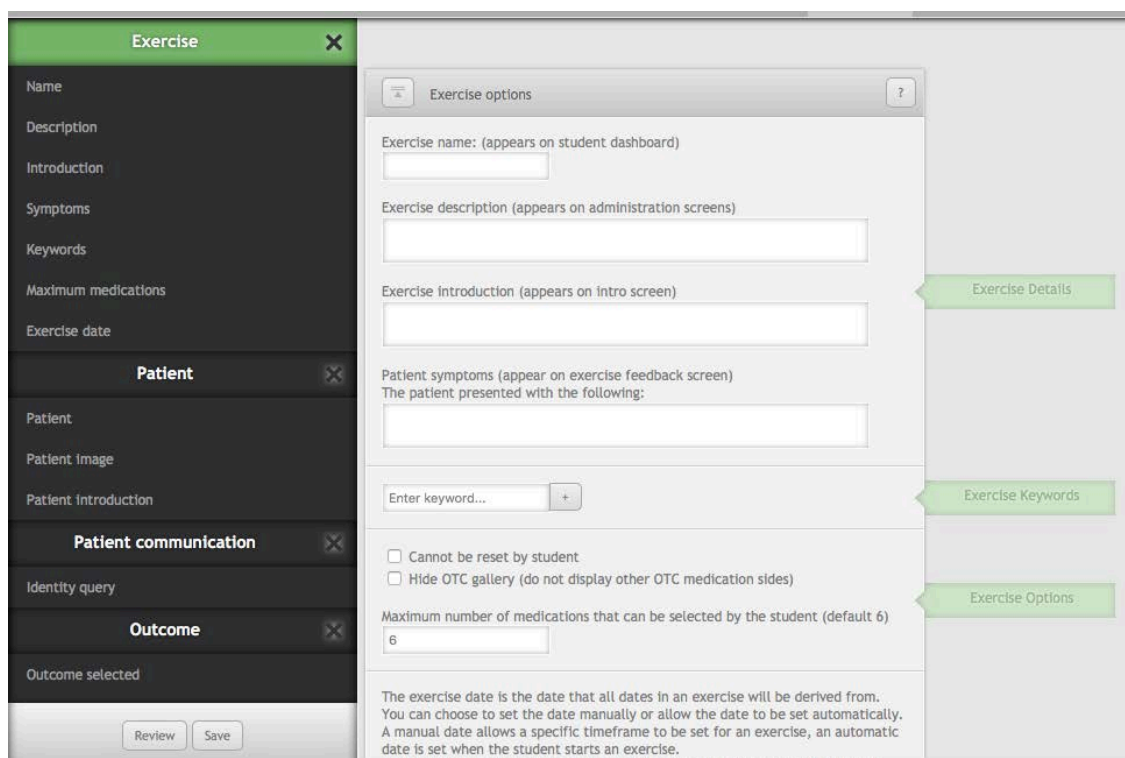 Exercise
Name
Description
Introduction
Symptoms
Keywords
Maximum medications
Exercise date
Patient
Patient
Patient image
Patient introduction
Patient communication
Identity query
Outcome
Outcome selected
Review Save
Exercise options ?
Exercise name: (appears on student dashboard)
Exercise description (appears on administration screens)
Exercise introduction (appears on intro screen)
Patient symptoms (appear on exercise feedback screen)
The patient presented with the following:
Enter keyword... +
Cannot be reset by student
Hide OTC gallery (do not display other OTC medication sides)
Maximum number of medications that can be selected by the student (default 6)
6
The exercise date is the date that all dates in an exercise will be derived from.
You can choose to set the date manually or allow the date to be set automatically.
A manual date allows a specific timeframe to be set for an exercise, an automatic
date is set when the student starts an exercise.
Exercise Details
Exercise Keywords
Exercise Options